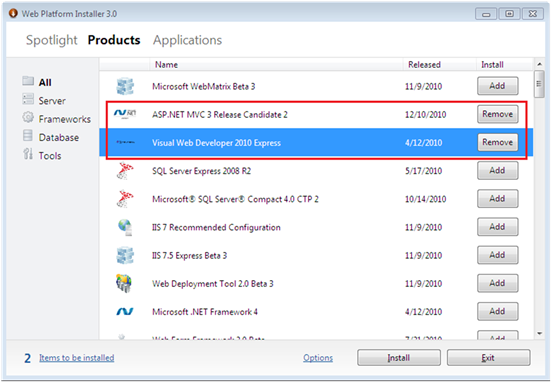 Web Platform Installer 3.0
Spotlight Products Applications
All
Server
Frameworks
Database
Tools
Name Released Install
Microsoft WebMatrix Beta 3 11/9/2010 Add
ASP.NET MVC 3 Release Candidate 2 12/10/2010 Remove
Visual Web Developer 2010 Express 4/12/2010 Remove
SQL Server Express 2008 R2 5/17/2010 Add
Microsoft® SQL Server® Compact 4.0 CTP 2 10/14/2010 Add
IIS 7 Recommended Configuration 11/9/2010 Add
IIS 7.5 Express Beta 3 11/9/2010 Add
Web Deployment Tool 2.0 Beta 3 11/9/2010 Add
Microsoft .NET Framework 4 4/12/2010 Add
2 Items to be installed Options Install Exit